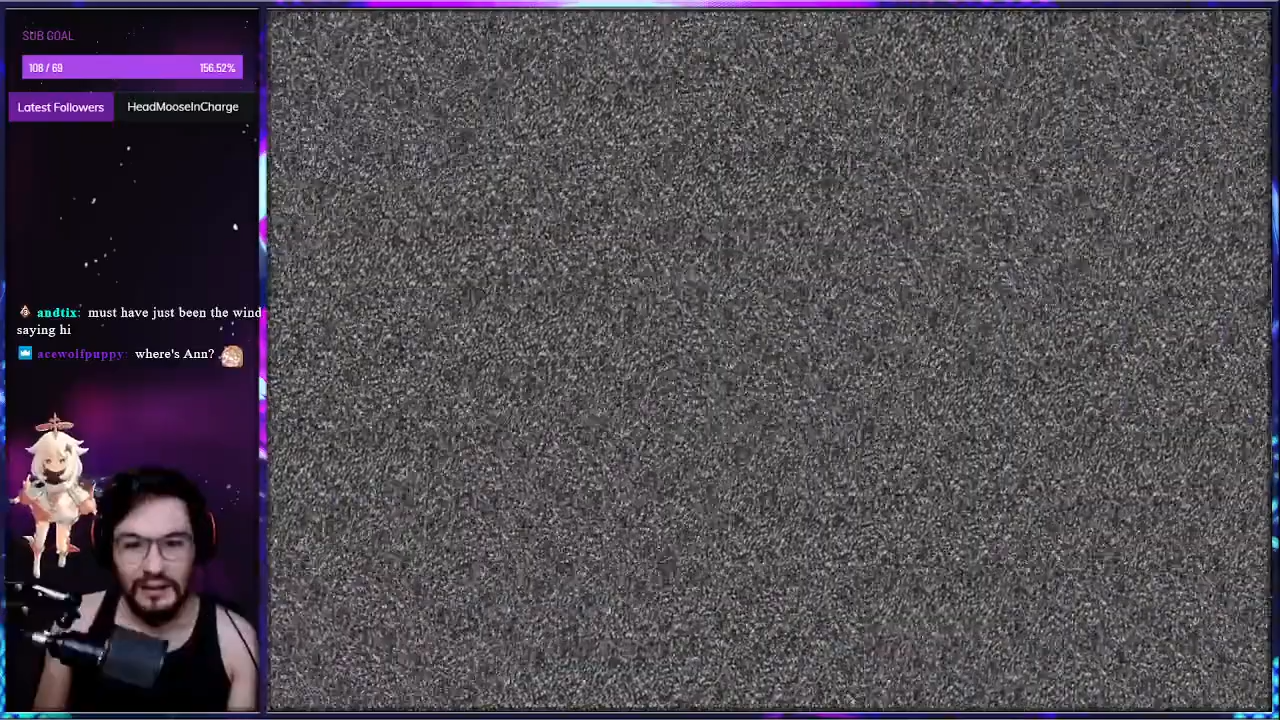 SUB GOAL
108 / 69 156.52%
Latest Followers HeadMooseInCharge
andtix: must have just been the wind
saying hi
acewolfpuppy: where's Ann?